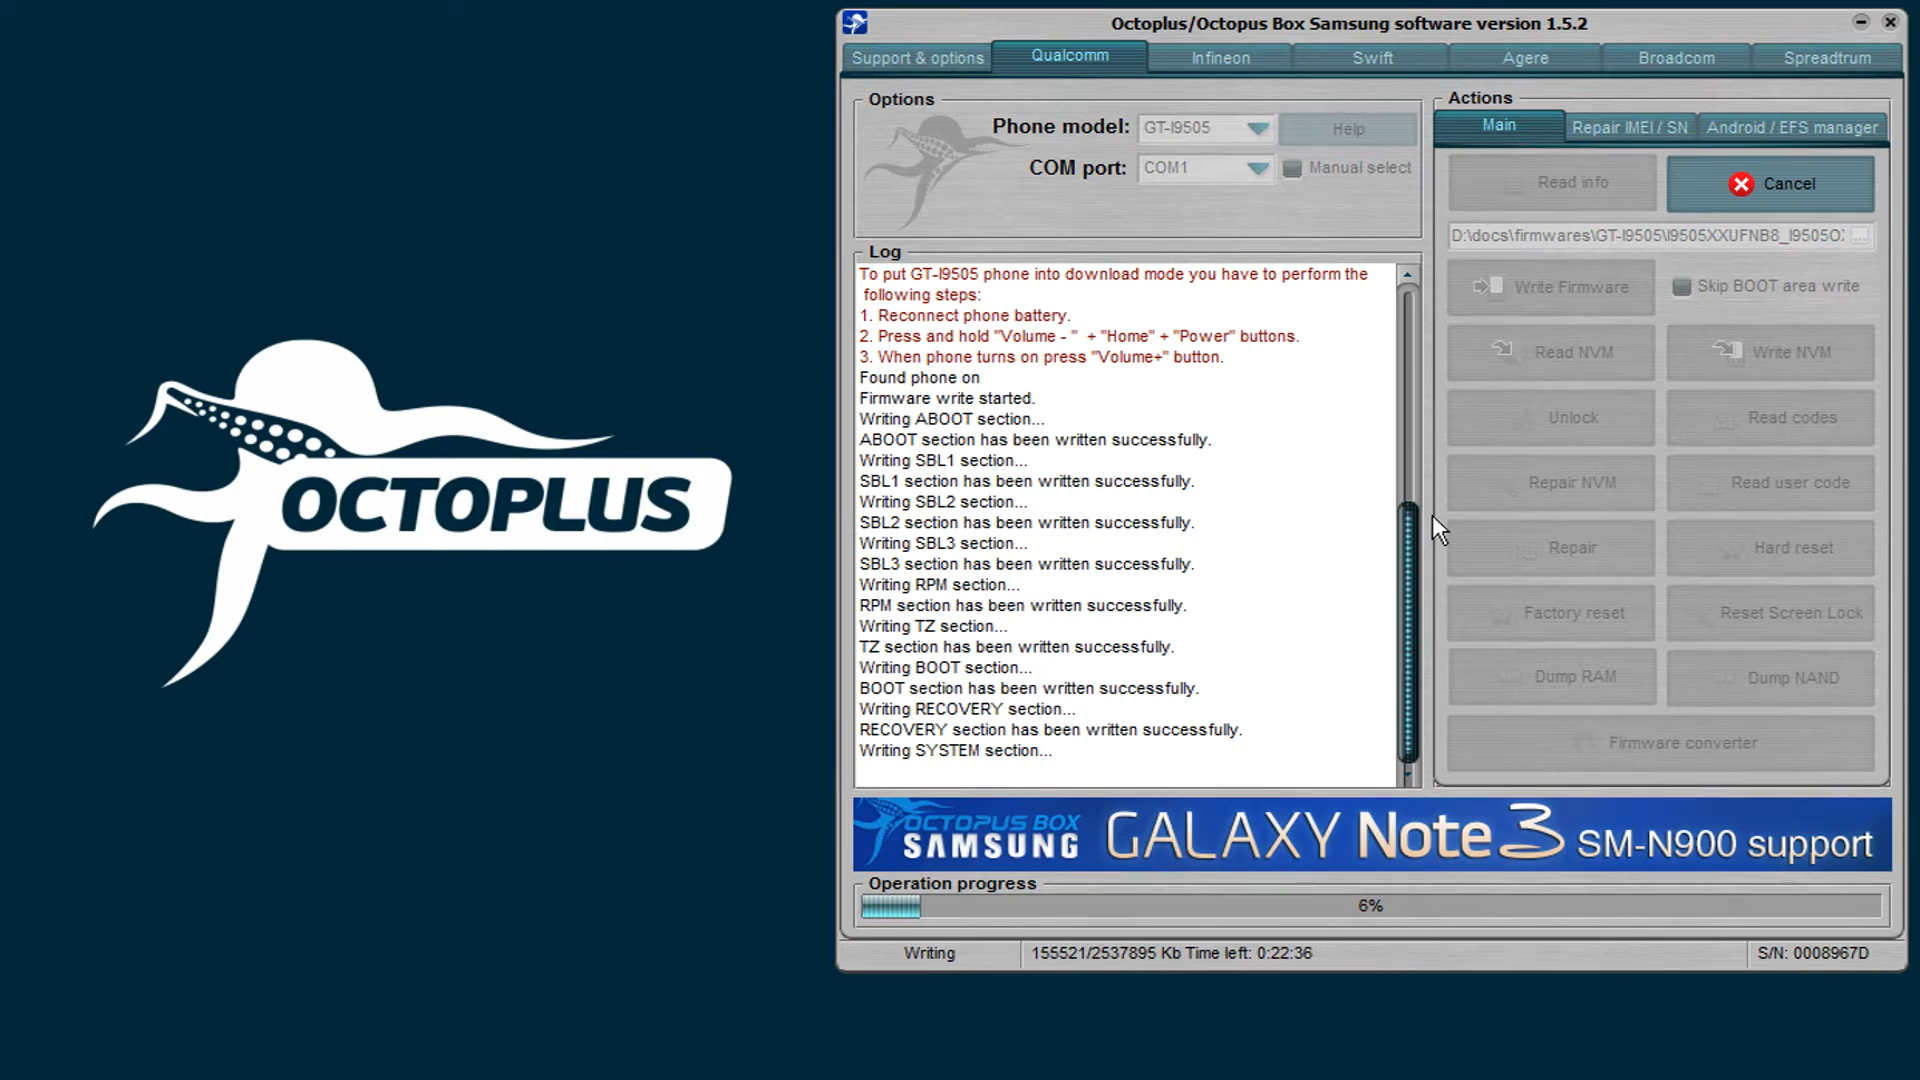 OCTOPLUS
Octoplus/Octopus Box Samsung software version 1.5.2
Support & options
Qualcomm
Infineon
Swift
Agere
Broadcom
Spreadtrum
Options
Phone model:
GT-I9505
Help
COM port:
COM1
Manual select
Log
To put GT-I9505 phone into download mode you have to perform the
following steps:
1. Reconnect phone battery.
2. Press and hold "Volume - "  + "Home" + "Power" buttons.
3. When phone turns on press "Volume+" button.
Found phone on
Firmware write started.
Writing ABOOT section...
ABOOT section has been written successfully.
Writing SBL1 section...
SBL1 section has been written successfully.
Writing SBL2 section...
SBL2 section has been written successfully.
Writing SBL3 section...
SBL3 section has been written successfully.
Writing RPM section...
RPM section has been written successfully.
Writing TZ section...
TZ section has been written successfully.
Writing BOOT section...
BOOT section has been written successfully.
Writing RECOVERY section...
RECOVERY section has been written successfully.
Writing SYSTEM section...
Actions
Main
Repair IMEI / SN
Android / EFS manager
Read info
Cancel
D:\docs\firmwares\GT-I9505\I9505XXUFNB8_I9505O
...
Write Firmware
Skip BOOT area write
Read NVM
Write NVM
Unlock
Read codes
Repair NVM
Read user code
Repair
Hard reset
Factory reset
Reset Screen Lock
Dump RAM
Dump NAND
Firmware converter
OCTOPUS BOX
SAMSUNG
GALAXY Note 3 SM-N900 support
Operation progress
6%
Writing
155521/2537895 Kb Time left: 0:22:36
S/N: 0008967D